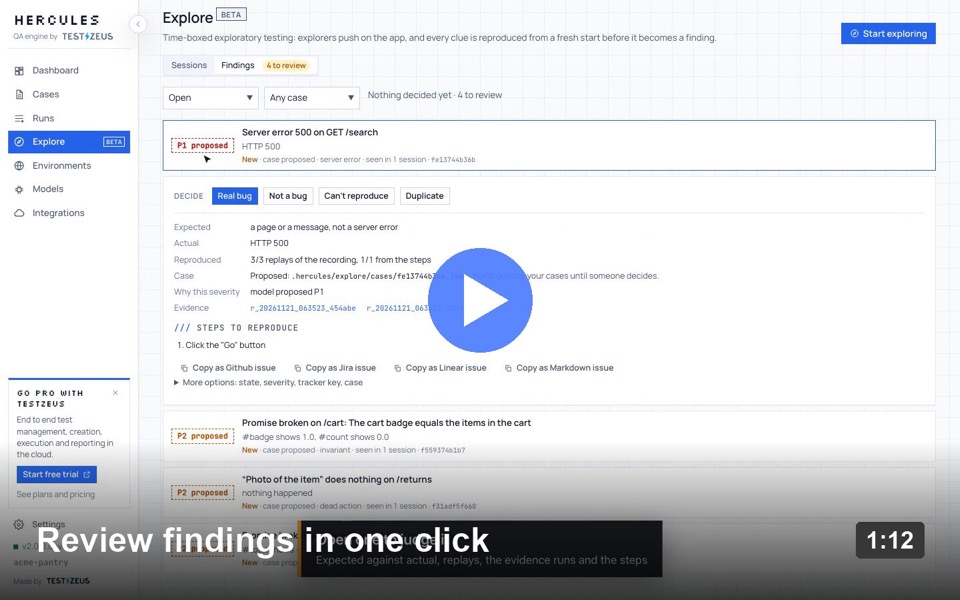 HERCULES
QA engine by TESTZEUS
Dashboard
Cases
Runs
Explore BETA
Environments
Models
Integrations
GO PRO WITH
TESTZEUS
End to end test
management, creation,
execution and reporting in
the cloud.
Start free trial
See plans and pricing
Settings
acme-pantry
Made by TESTZEUS
Explore BETA
Time-boxed exploratory testing: explorers push on the app, and every clue is reproduced from a fresh start before it becomes a finding.
Start exploring
Sessions Findings 4 to review
Open Any case Nothing decided yet · 4 to review
P1 proposed
Server error 500 on GET /search
HTTP 500
New · case proposed · server error · seen in 1 session · fe13744b36b
DECIDE Real bug Not a bug Can't reproduce Duplicate
Expected a page or a message, not a server error
Actual HTTP 500
Reproduced 3/3 replays of the recording, 1/1 from the steps
Case Proposed: .hercules/explore/cases/fe13744b your cases until someone decides.
Why this severity model proposed P1
Evidence r_20261121_063523_454abe r_20261121_063
/// STEPS TO REPRODUCE
1. Click the "Go" button
Copy as Github issue Copy as Jira issue Copy as Linear issue Copy as Markdown issue
More options: state, severity, tracker key, case
P2 proposed
Promise broken on /cart: The cart badge equals the items in the cart
#badge shows 1.0, #count shows 0.0
New · case proposed · invariant · seen in 1 session · f559374b1b7
P2 proposed
“Photo of the item” does nothing on /returns
nothing happened
New · case proposed · dead action · seen in 1 session · f31adf5f660
Review findings in one click
Expected against actual, replays, the evidence runs and the steps
1:12